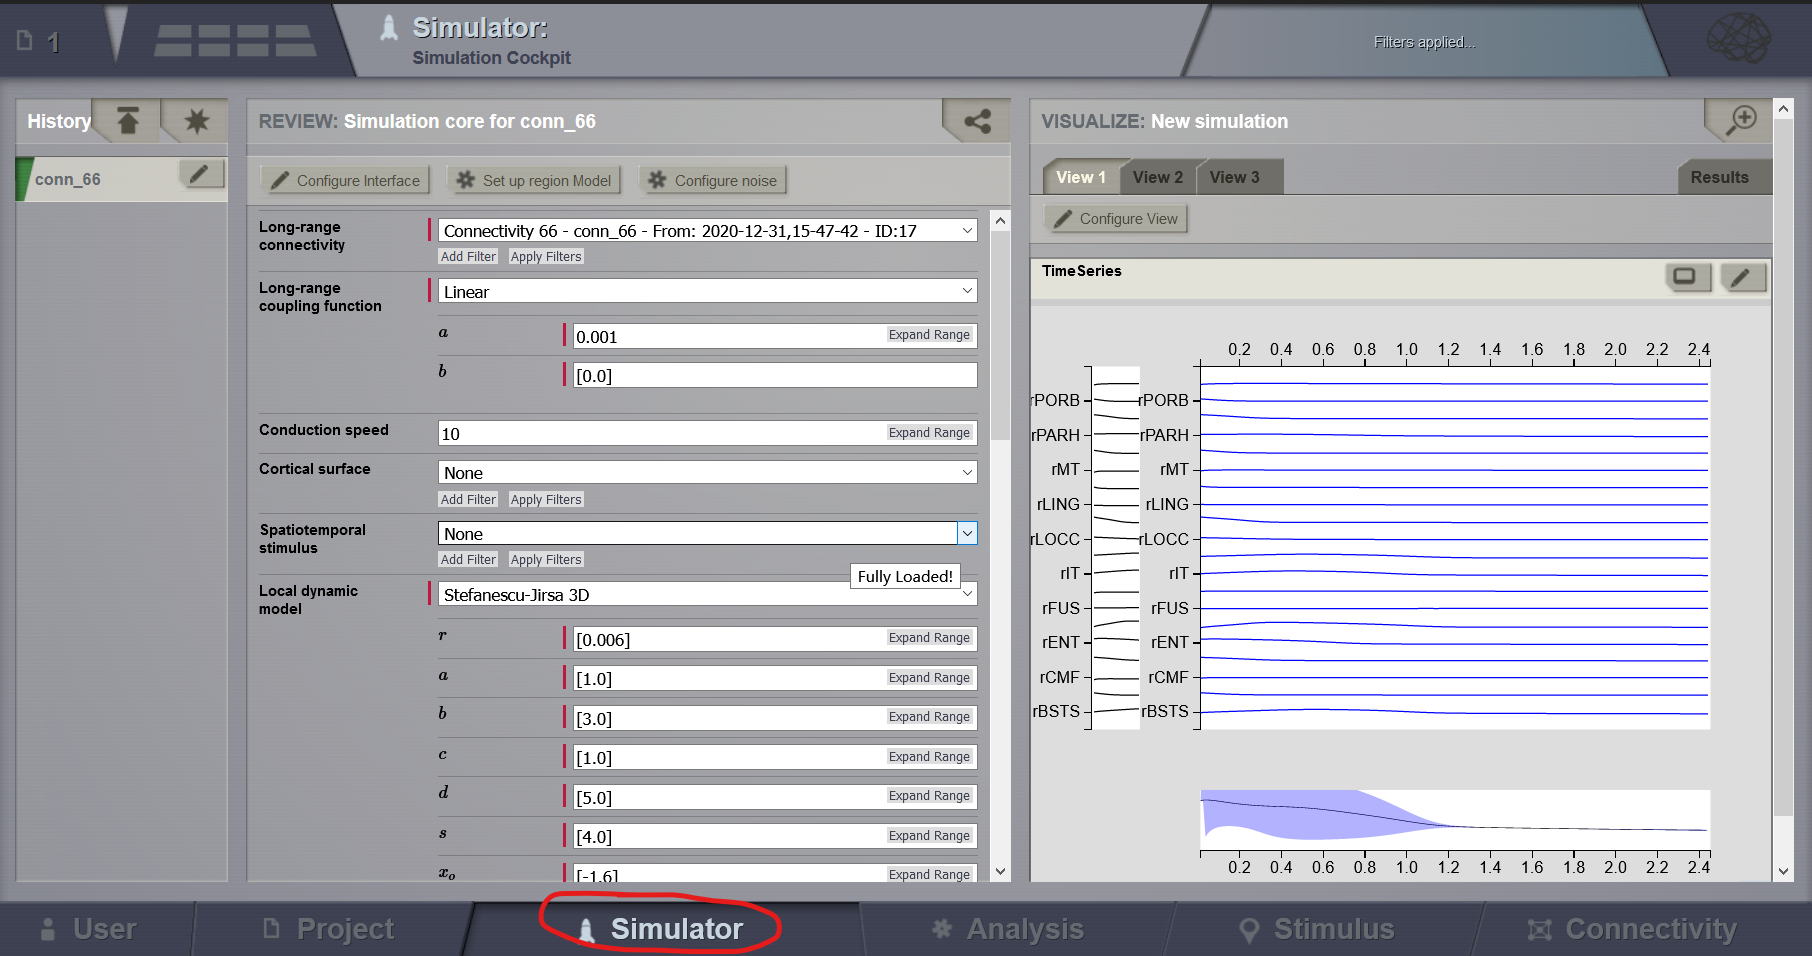 1
Simulator:
Simulation Cockpit
Filters applied...
History
conn_66
REVIEW: Simulation core for conn_66
Configure Interface
Set up region Model
Configure noise
Long-range
connectivity
Connectivity 66 - conn_66 - From: 2020-12-31,15-47-42 - ID:17
Add Filter Apply Filters
Long-range
coupling function
Linear
a
0.001
Expand Range
b
[0.0]
Conduction speed
10
Expand Range
Cortical surface
None
Add Filter Apply Filters
Spatiotemporal
stimulus
None
Add Filter Apply Filters
Fully Loaded!
Local dynamic
model
Stefanescu-Jirsa 3D
r
[0.006]
Expand Range
a
[1.0]
Expand Range
b
[3.0]
Expand Range
c
[1.0]
Expand Range
d
[5.0]
Expand Range
s
[4.0]
Expand Range
xo
[-1.6]
Expand Range
VISUALIZE: New simulation
View 1 View 2 View 3 Results
Configure View
TimeSeries
0.2 0.4 0.6 0.8 1.0 1.2 1.4 1.6 1.8 2.0 2.2 2.4
rPORB rPORB
rPARH rPARH
rMT rMT
rLING rLING
rLOCC rLOCC
rIT rIT
rFUS rFUS
rENT rENT
rCMF rCMF
rBSTS rBSTS
0.2 0.4 0.6 0.8 1.0 1.2 1.4 1.6 1.8 2.0 2.2 2.4
User Project Simulator Analysis Stimulus Connectivity